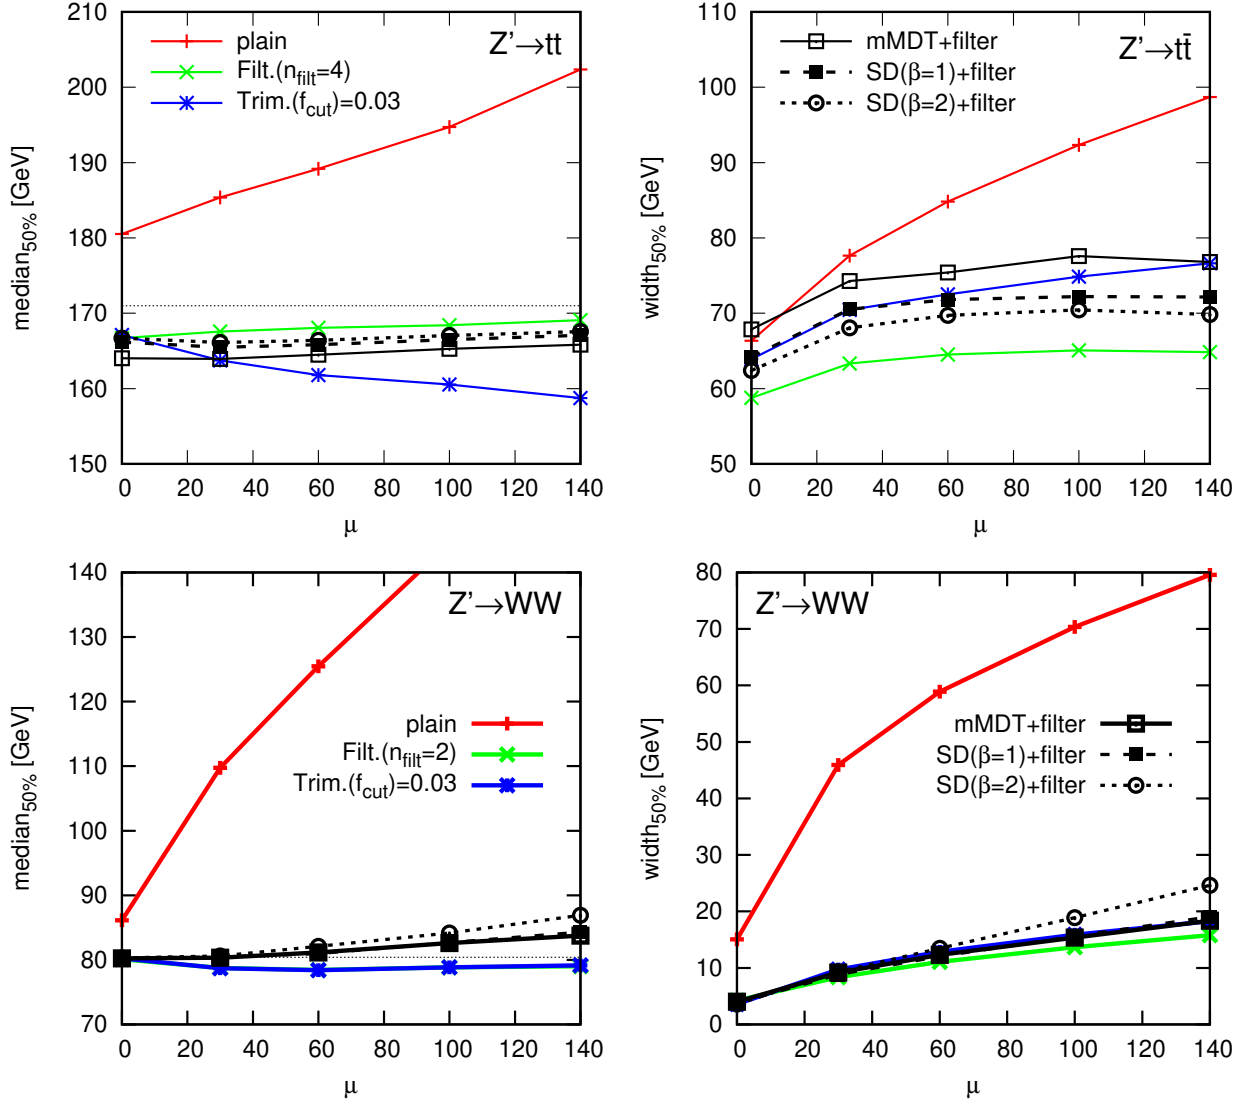 210
200
190
180
170
160
150
0 20 40 60 80 100 120 140
median50% [GeV]
μ
plain
Filt.(nfilt=4)
Trim.(fcut)=0.03
Z'→tt
110
100
90
80
70
60
50
0 20 40 60 80 100 120 140
width50% [GeV]
μ
mMDT+filter
SD(β=1)+filter
SD(β=2)+filter
Z'→tt̄
140
130
120
110
100
90
80
70
0 20 40 60 80 100 120 140
median50% [GeV]
μ
Z'→WW
plain
Filt.(nfilt=2)
Trim.(fcut)=0.03
80
70
60
50
40
30
20
10
0
0 20 40 60 80 100 120 140
width50% [GeV]
μ
Z'→WW
mMDT+filter
SD(β=1)+filter
SD(β=2)+filter